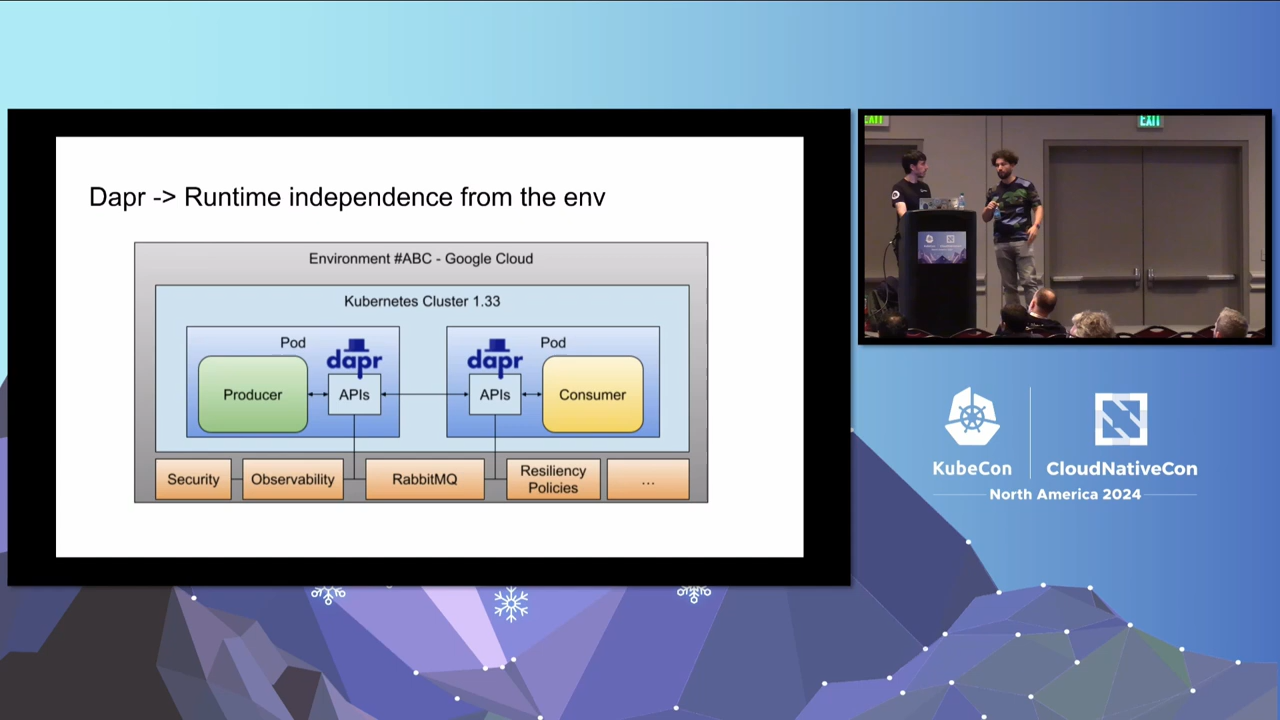 Dapr -> Runtime independence from the env
Environment #ABC - Google Cloud
Kubernetes Cluster 1.33
Pod
dapr
Producer
APIs
dapr
Pod
APIs
Consumer
Security
Observability
RabbitMQ
Resiliency
Policies
...
EXIT
EXIT
KubeCon
CloudNativeCon
North America 2024